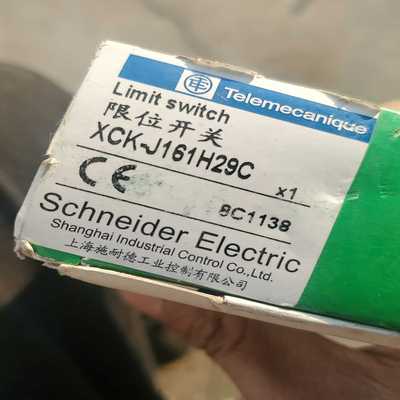 Telemecanique
Limit switch
限位开关
XCK-J161H29C
x1
CE
8C1138
Schneider Electric
Shanghai Industrial Control Co.,Ltd.
上海施耐德工业控制有限公司